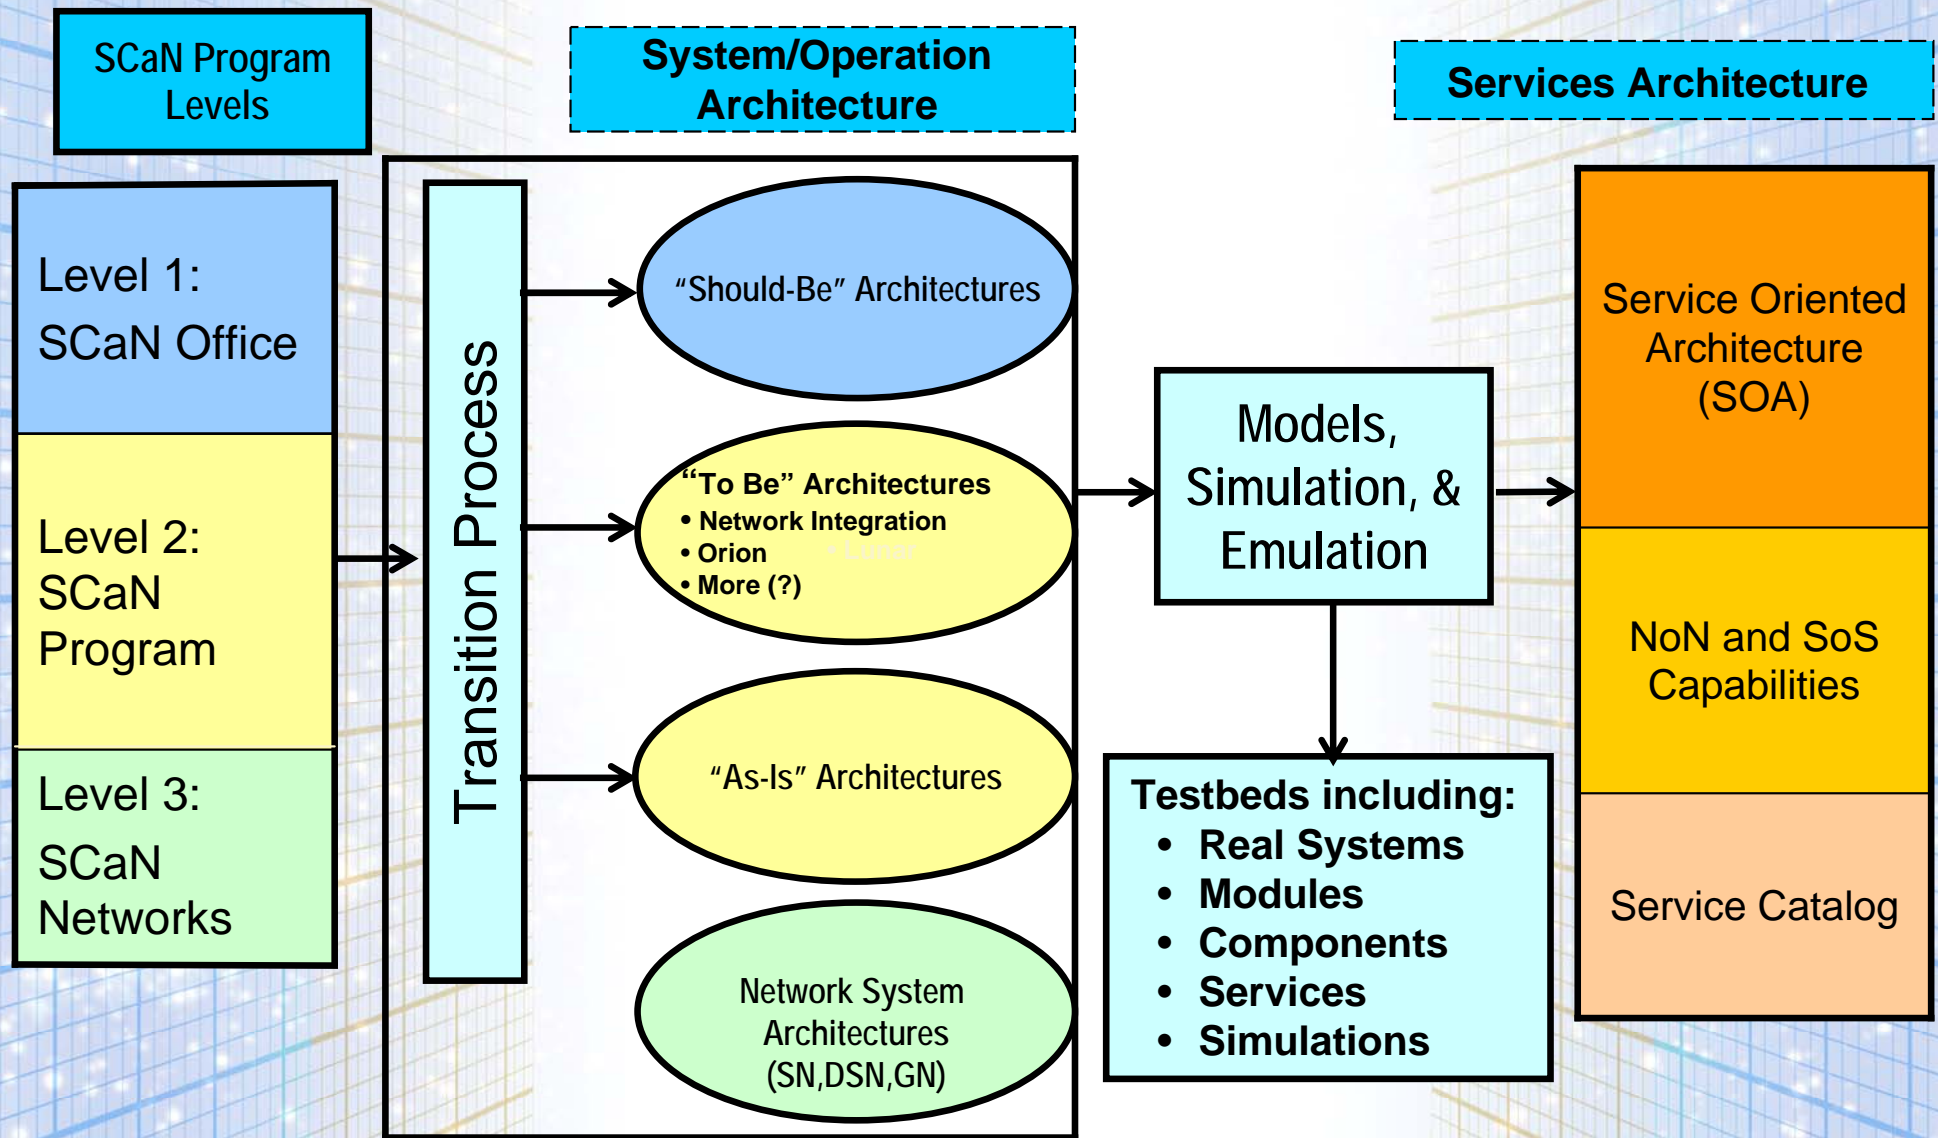 SCaN Program
Levels
System/Operation
Architecture
Services Architecture
Level 1:
SCaN Office
Level 2:
SCaN
Program
Level 3:
SCaN
Networks
Transition Process
“Should-Be” Architectures
“To Be” Architectures
• Network Integration
• Orion • Lunar
• More (?)
“As-Is” Architectures
Network System
Architectures
(SN,DSN,GN)
Models,
Simulation, &
Emulation
Testbeds including:
• Real Systems
• Modules
• Components
• Services
• Simulations
Service Oriented
Architecture
(SOA)
NoN and SoS
Capabilities
Service Catalog